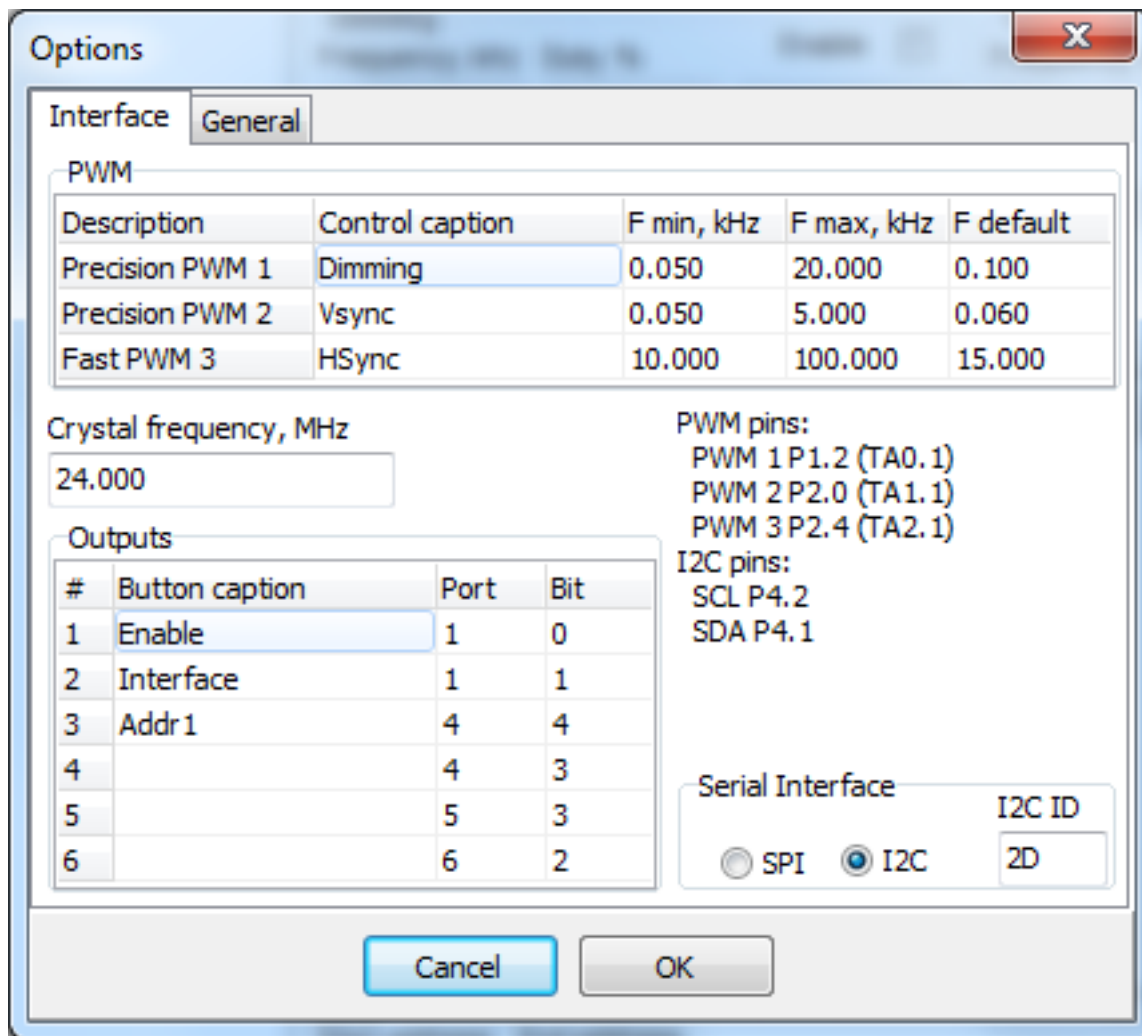 Options
Interface General
PWM
Description Control caption F min, kHz F max, kHz F default
Precision PWM 1 Dimming 0.050 20.000 0.100
Precision PWM 2 Vsync 0.050 5.000 0.060
Fast PWM 3 HSync 10.000 100.000 15.000
Crystal frequency, MHz
24.000
PWM pins:
PWM 1 P1.2 (TA0.1)
PWM 2 P2.0 (TA1.1)
PWM 3 P2.4 (TA2.1)
I2C pins:
SCL P4.2
SDA P4.1
Outputs
# Button caption Port Bit
1 Enable 1 0
2 Interface 1 1
3 Addr1 4 4
4 4 3
5 5 3
6 6 2
Serial Interface
I2C ID
SPI I2C 2D
Cancel OK